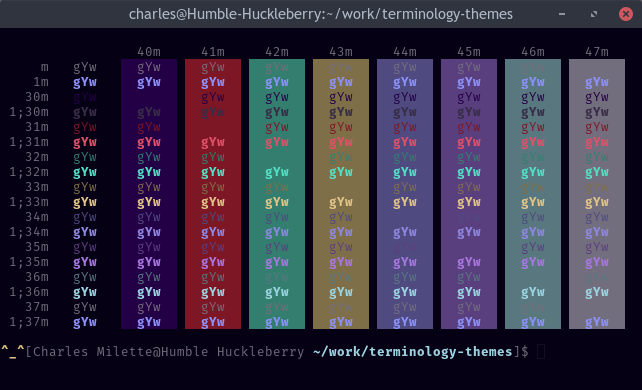 charles@Humble-Huckleberry:~/work/terminology-themes
40m 41m 42m 43m 44m 45m 46m 47m
m gYw gYw gYw gYw gYw gYw gYw gYw gYw
1m gYw gYw gYw gYw gYw gYw gYw gYw gYw
30m gYw gYw gYw gYw gYw gYw gYw gYw
1;30m gYw gYw gYw gYw gYw gYw gYw gYw gYw
31m gYw gYw gYw gYw gYw gYw gYw gYw
1;31m gYw gYw gYw gYw gYw gYw gYw gYw gYw
32m gYw gYw gYw gYw gYw gYw gYw gYw
1;32m gYw gYw gYw gYw gYw gYw gYw gYw gYw
33m gYw gYw gYw gYw gYw gYw gYw gYw
1;33m gYw gYw gYw gYw gYw gYw gYw gYw gYw
34m gYw gYw gYw gYw gYw gYw gYw gYw
1;34m gYw gYw gYw gYw gYw gYw gYw gYw gYw
35m gYw gYw gYw gYw gYw gYw gYw gYw
1;35m gYw gYw gYw gYw gYw gYw gYw gYw gYw
36m gYw gYw gYw gYw gYw gYw gYw gYw
1;36m gYw gYw gYw gYw gYw gYw gYw gYw gYw
37m gYw gYw gYw gYw gYw gYw gYw gYw
1;37m gYw gYw gYw gYw gYw gYw gYw gYw gYw
^_^[Charles Milette@Humble Huckleberry ~/work/terminology-themes]$